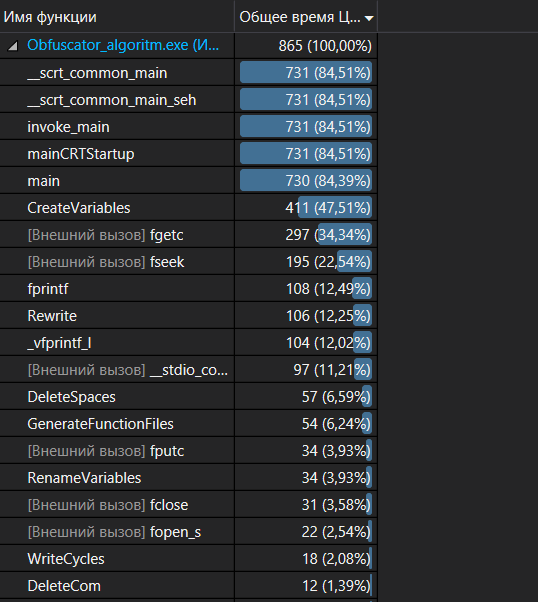 Имя функции Общее время Ц...
Obfuscator_algoritm.exe (И... 865 (100,00%)
__scrt_common_main 731 (84,51%)
__scrt_common_main_seh 731 (84,51%)
invoke_main 731 (84,51%)
mainCRTStartup 731 (84,51%)
main 730 (84,39%)
CreateVariables 411 (47,51%)
[Внешний вызов] fgetc 297 (34,34%)
[Внешний вызов] fseek 195 (22,54%)
fprintf 108 (12,49%)
Rewrite 106 (12,25%)
_vfprintf_l 104 (12,02%)
[Внешний вызов] __stdio_co... 97 (11,21%)
DeleteSpaces 57 (6,59%)
GenerateFunctionFiles 54 (6,24%)
[Внешний вызов] fputc 34 (3,93%)
RenameVariables 34 (3,93%)
[Внешний вызов] fclose 31 (3,58%)
[Внешний вызов] fopen_s 22 (2,54%)
WriteCycles 18 (2,08%)
DeleteCom 12 (1,39%)